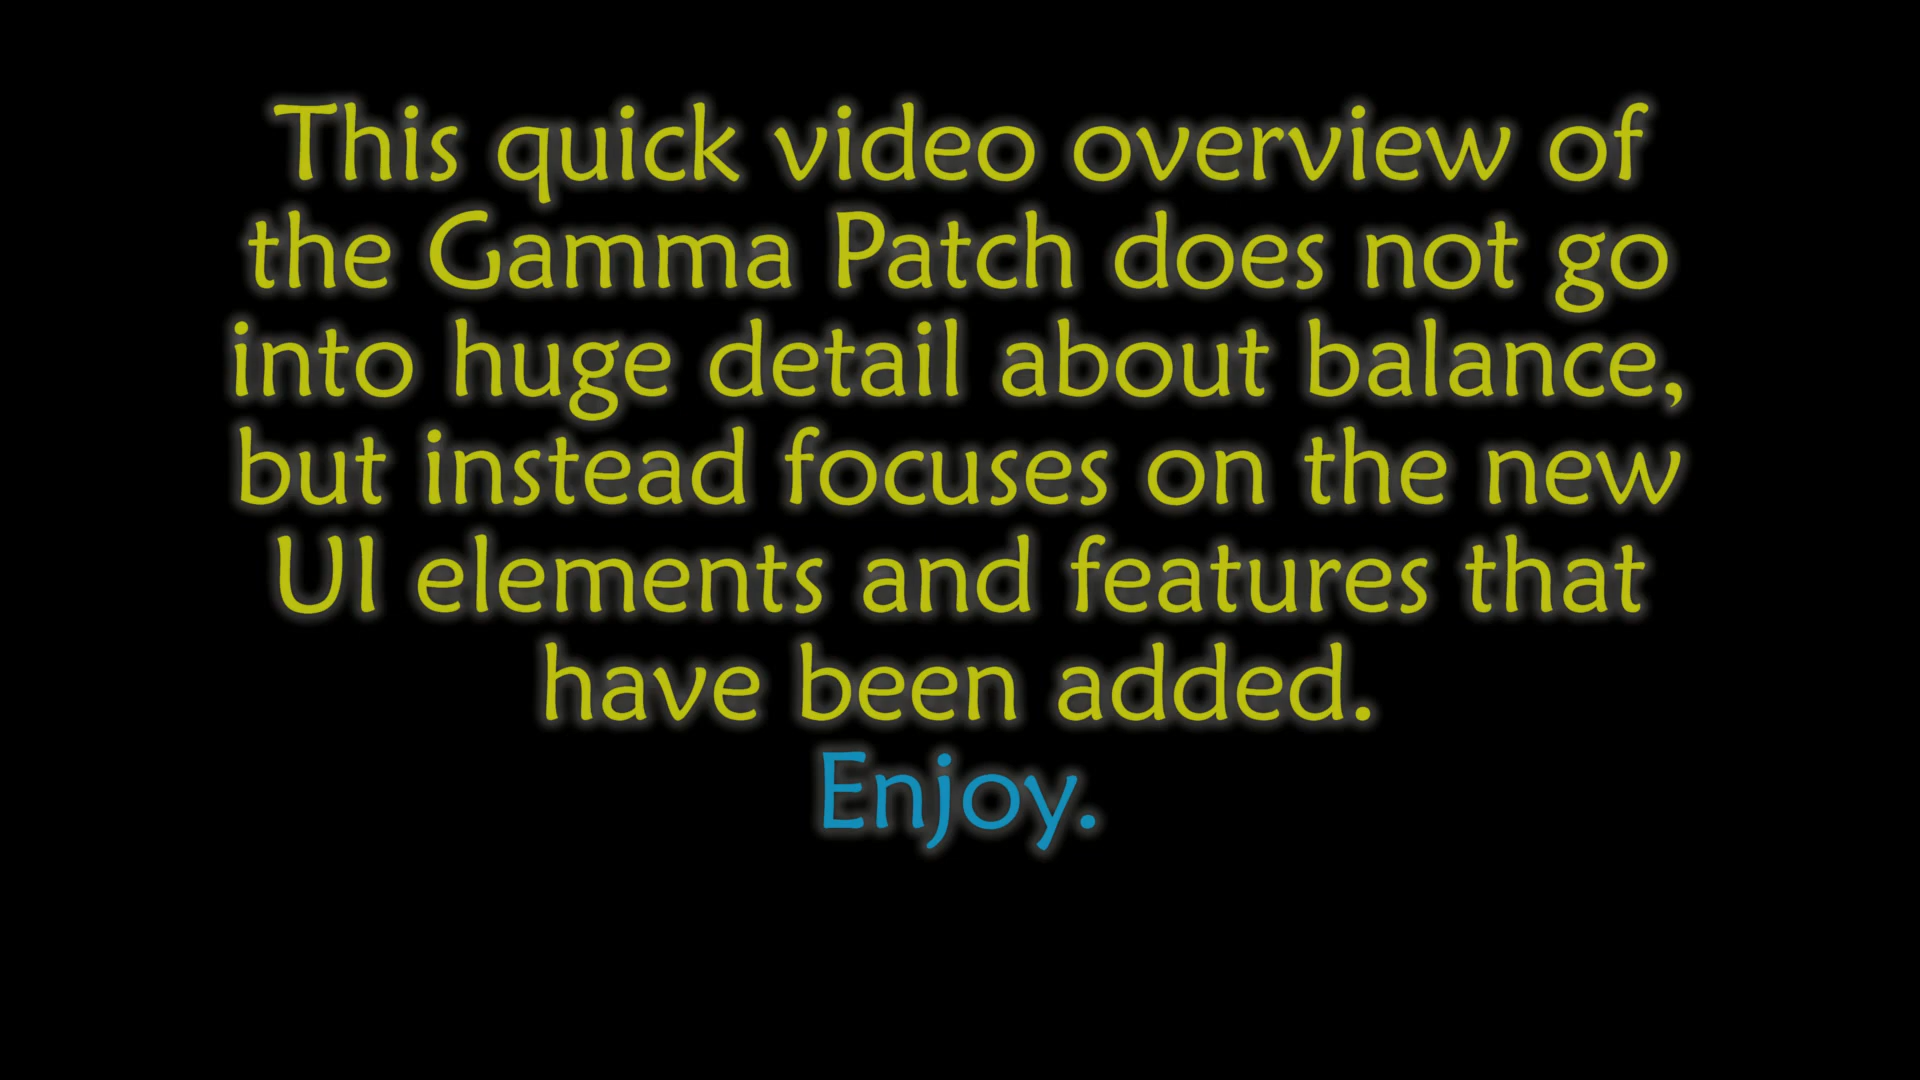 This quick video overview of
the Gamma Patch does not go
into huge detail about balance,
but instead focuses on the new
UI elements and features that
have been added.
Enjoy.